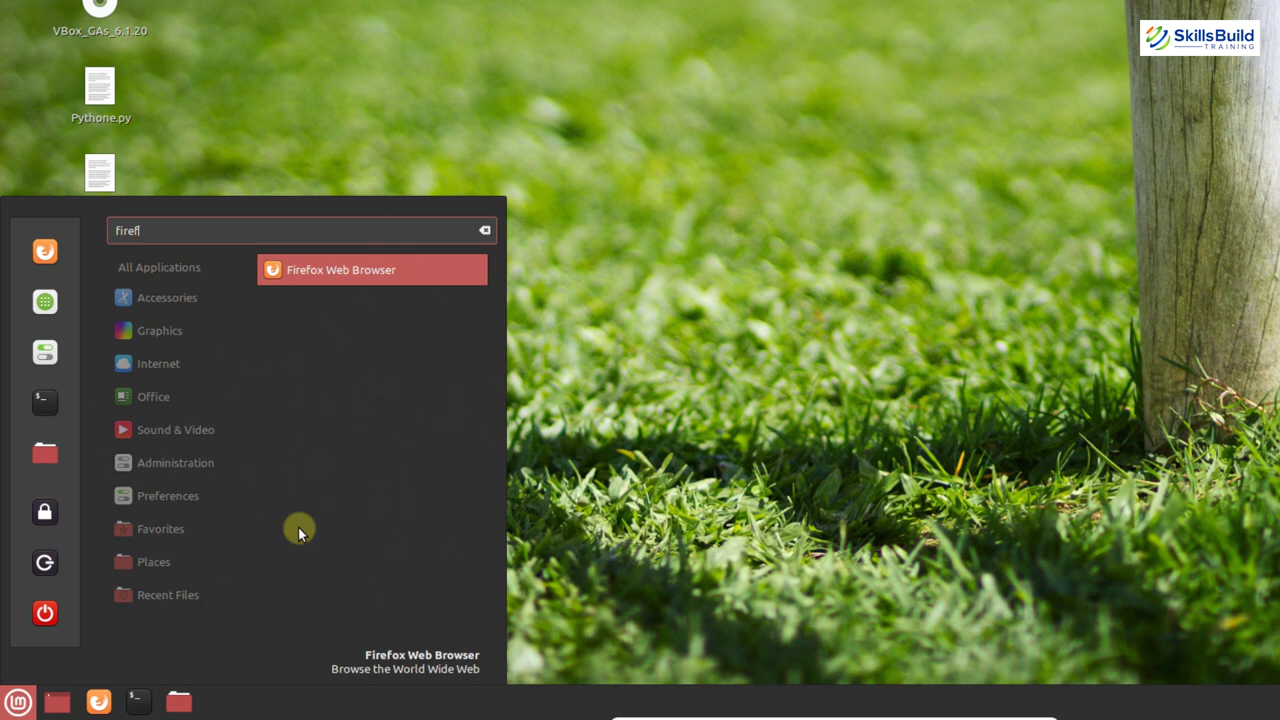 VBox_GAs_6.1.20
Pythone.py
SkillsBuild
TRAINING
firef
All Applications
Firefox Web Browser
Accessories
Graphics
Internet
Office
Sound & Video
Administration
Preferences
Favorites
Places
Recent Files
Firefox Web Browser
Browse the World Wide Web